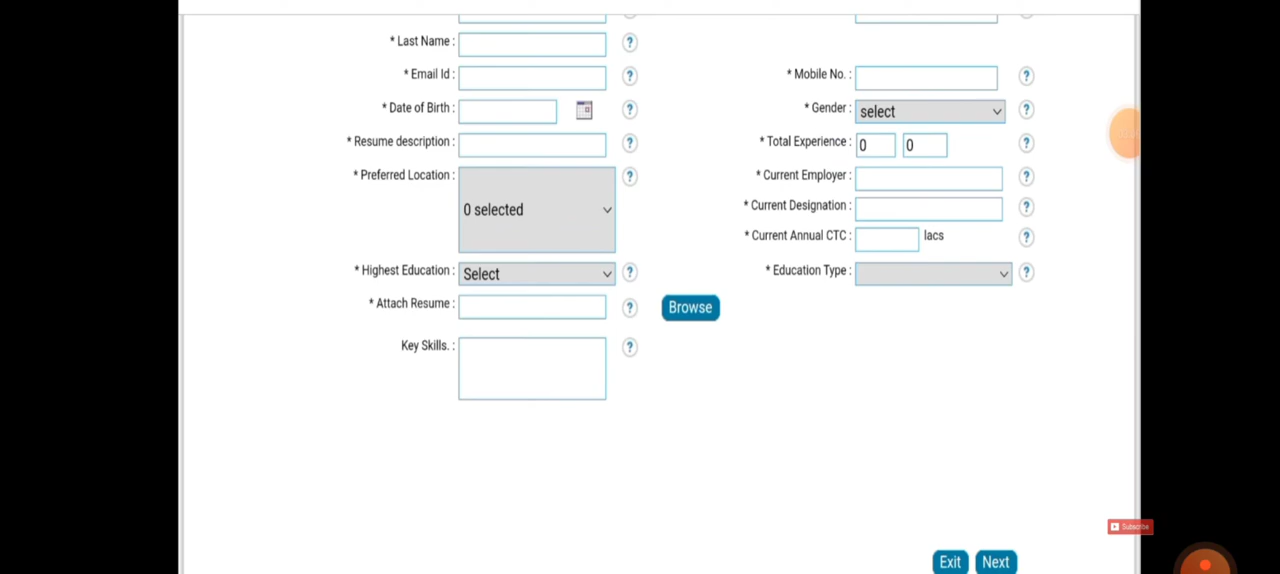 * Last Name :
* Email Id : * Mobile No. :
* Date of Birth : * Gender : select
* Resume description : * Total Experience : 0 0
* Preferred Location : 0 selected * Current Employer :
* Current Designation :
* Current Annual CTC : lacs
* Highest Education : Select * Education Type :
* Attach Resume : Browse
Key Skills. :
Subscribe
Exit Next